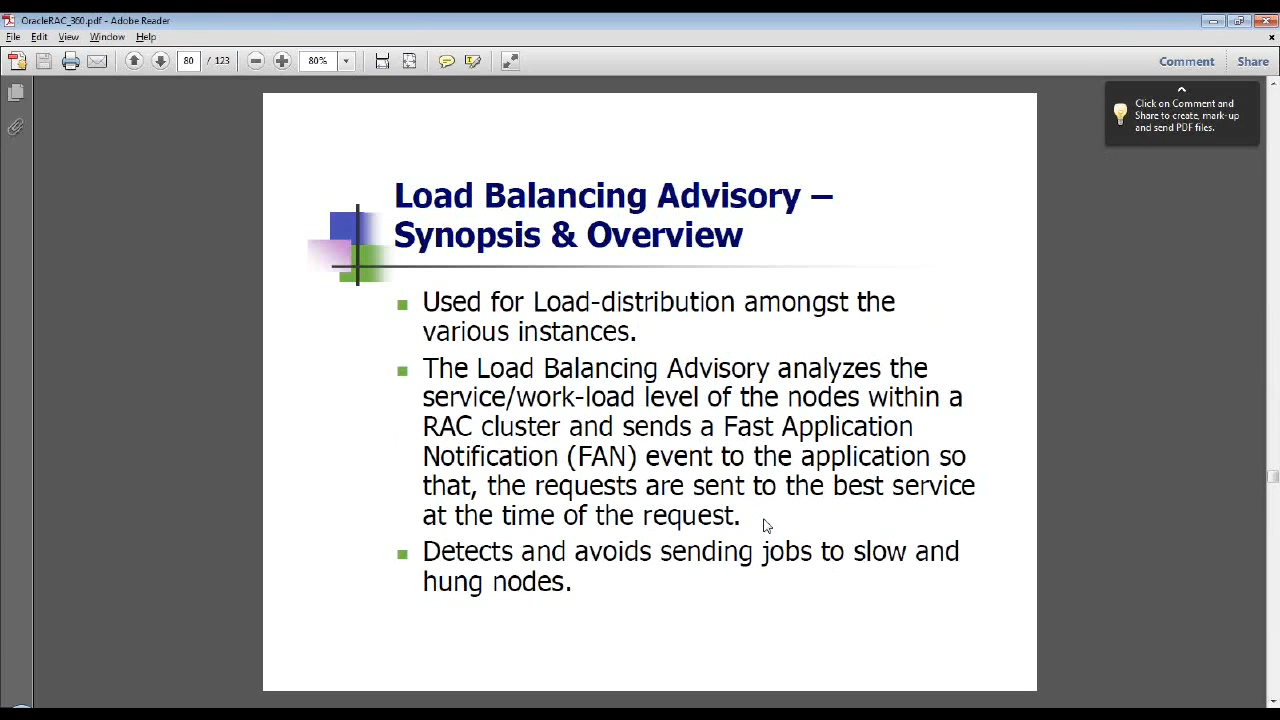 OracleRAC_360.pdf - Adobe Reader
File Edit View Window Help
80 / 123 80% Comment Share
Click on Comment and
Share to create, mark-up
and send PDF files.
Load Balancing Advisory –
Synopsis & Overview
Used for Load-distribution amongst the
various instances.
The Load Balancing Advisory analyzes the
service/work-load level of the nodes within a
RAC cluster and sends a Fast Application
Notification (FAN) event to the application so
that, the requests are sent to the best service
at the time of the request.
Detects and avoids sending jobs to slow and
hung nodes.